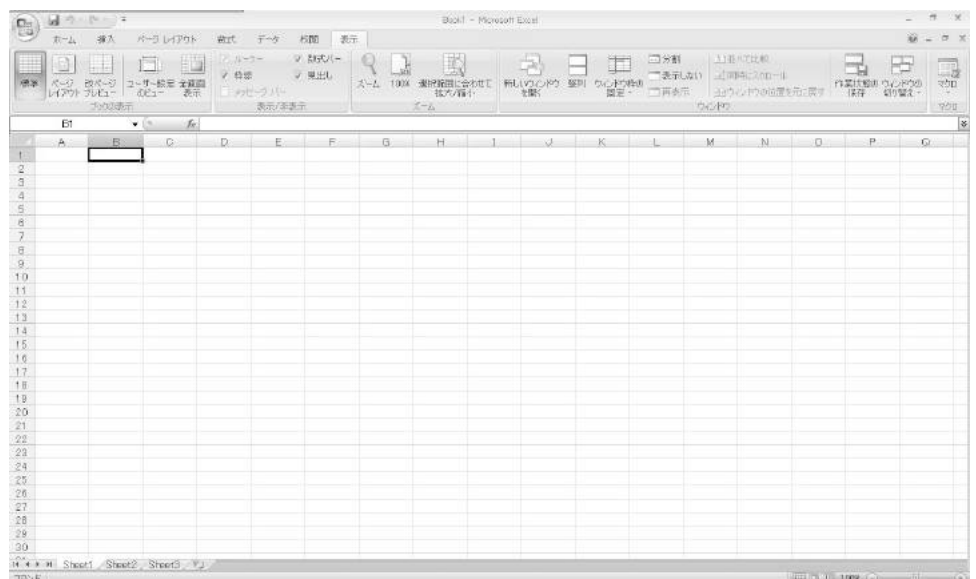 Book1 - Microsoft Excel
ホーム 挿入 ページ レイアウト 数式 データ 校閲 表示
標準 ページ レイアウト 改ページ プレビュー ユーザー設定 のビュー 全画面 表示
ブックの表示
ルーラー 数式バー
枠線 見出し
メッセージ バー
表示/非表示
ズーム 100% 選択範囲に合わせて 拡大/縮小
ズーム
新しいウィンドウ を開く 整列 ウィンドウ枠の 固定
分割 並べて比較
表示しない 同時にスクロール
再表示 ウィンドウの位置を元に戻す
作業状態の 保存 ウィンドウの 切り替え
ウィンドウ
マクロ
マクロ
B1 fx
A B C D E F G H I J K L M N O P Q
1
2
3
4
5
6
7
8
9
10
11
12
13
14
15
16
17
18
19
20
21
22
23
24
25
26
27
28
29
30
Sheet1 Sheet2 Sheet3
コマンド 100%